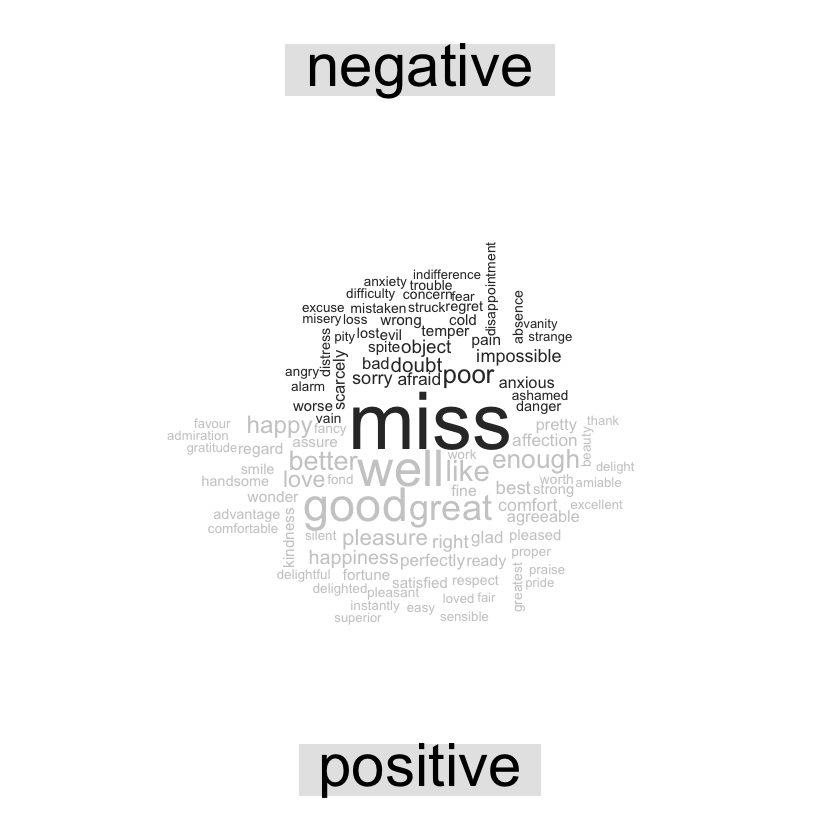 negative
disappointment
indifference
anxiety trouble
difficulty concern fear
absence
excuse mistaken struck regret
misery loss wrong cold vanity
distress pity lost evil temper pain strange
scarcely spite object impossible
angry bad doubt
alarm sorry afraid poor anxious
ashamed
worse danger
vain
miss
favour happy fancy pretty thank
admiration assure affection beauty
gratitude regard work
smile better well like enough delight
handsome love fond fine best strong worth amiable
wonder good great comfort excellent
advantage agreeable
comfortable kindness silent pleasure right glad pleased
happiness perfectly ready proper
delightful fortune satisfied respect greatest praise
delighted pleasant pride
instantly easy loved fair
superior sensible
positive